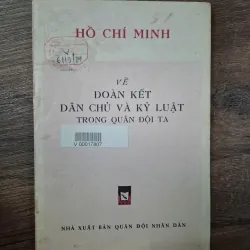 HỒ CHÍ MINH
VỀ
ĐOÀN KẾT
DÂN CHỦ VÀ KỶ LUẬT
TRONG QUÂN ĐỘI TA
V 00017807
NHÀ XUẤT BẢN QUÂN ĐỘI NHÂN DÂN